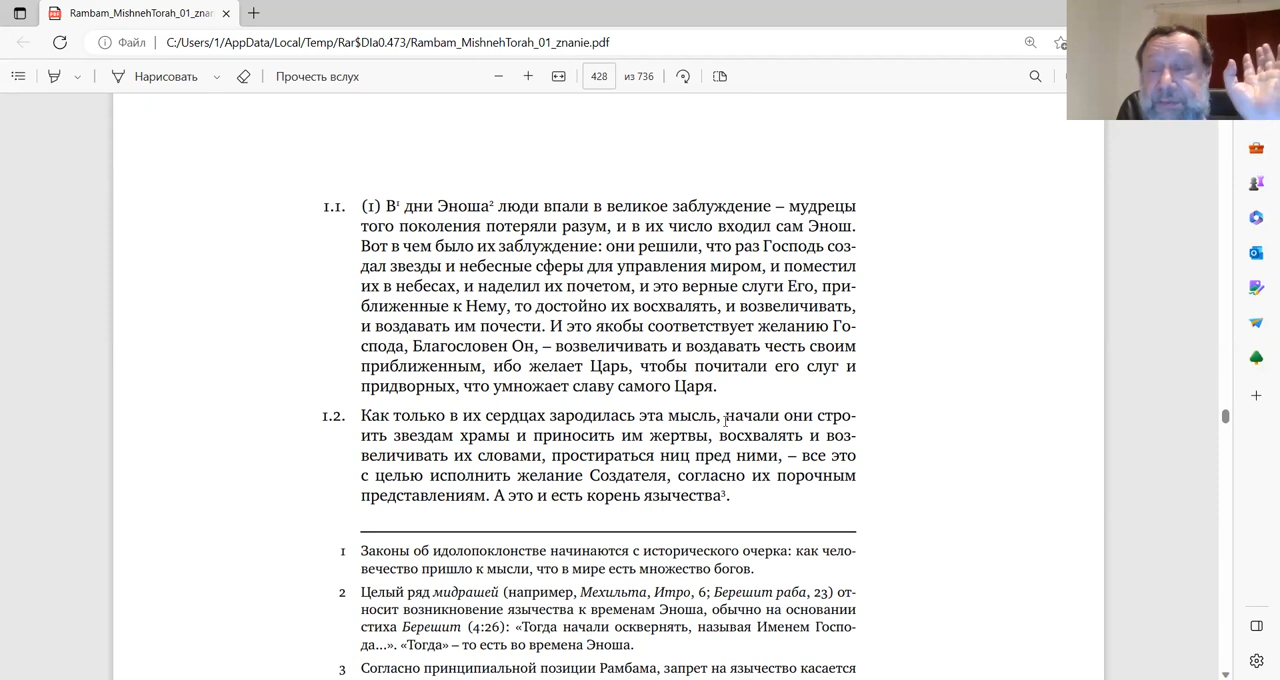 Rambam_MishnehTorah_01_znanie
Файл
C:/Users/1/AppData/Local/Temp/Rar$DIa0.473/Rambam_MishnehTorah_01_znanie.pdf
Нарисовать
Прочесть вслух
428
из 736
1.1. (1) В¹ дни Эноша² люди впали в великое заблуждение – мудрецы
того поколения потеряли разум, и в их число входил сам Энош.
Вот в чем было их заблуждение: они решили, что раз Господь соз-
дал звезды и небесные сферы для управления миром, и поместил
их в небесах, и наделил их почетом, и это верные слуги Его, при-
ближенные к Нему, то достойно их восхвалять, и возвеличивать,
и воздавать им почести. И это якобы соответствует желанию Го-
спода, Благословен Он, – возвеличивать и воздавать честь своим
приближенным, ибо желает Царь, чтобы почитали его слуг и
придворных, что умножает славу самого Царя.
1.2. Как только в их сердцах зародилась эта мысль, начали они стро-
ить звездам храмы и приносить им жертвы, восхвалять и воз-
величивать их словами, простираться ниц пред ними, – все это
с целью исполнить желание Создателя, согласно их порочным
представлениям. А это и есть корень язычества³.
1 Законы об идолопоклонстве начинаются с исторического очерка: как чело-
вечество пришло к мысли, что в мире есть множество богов.
2 Целый ряд мидрашей (например, Мехильта, Итро, 6; Берешит раба, 23) от-
носит возникновение язычества к временам Эноша, обычно на основании
стиха Берешит (4:26): «Тогда начали осквернять, называя Именем Госпо-
да...». «Тогда» – то есть во времена Эноша.
3 Согласно принципиальной позиции Рамбама, запрет на язычество касается